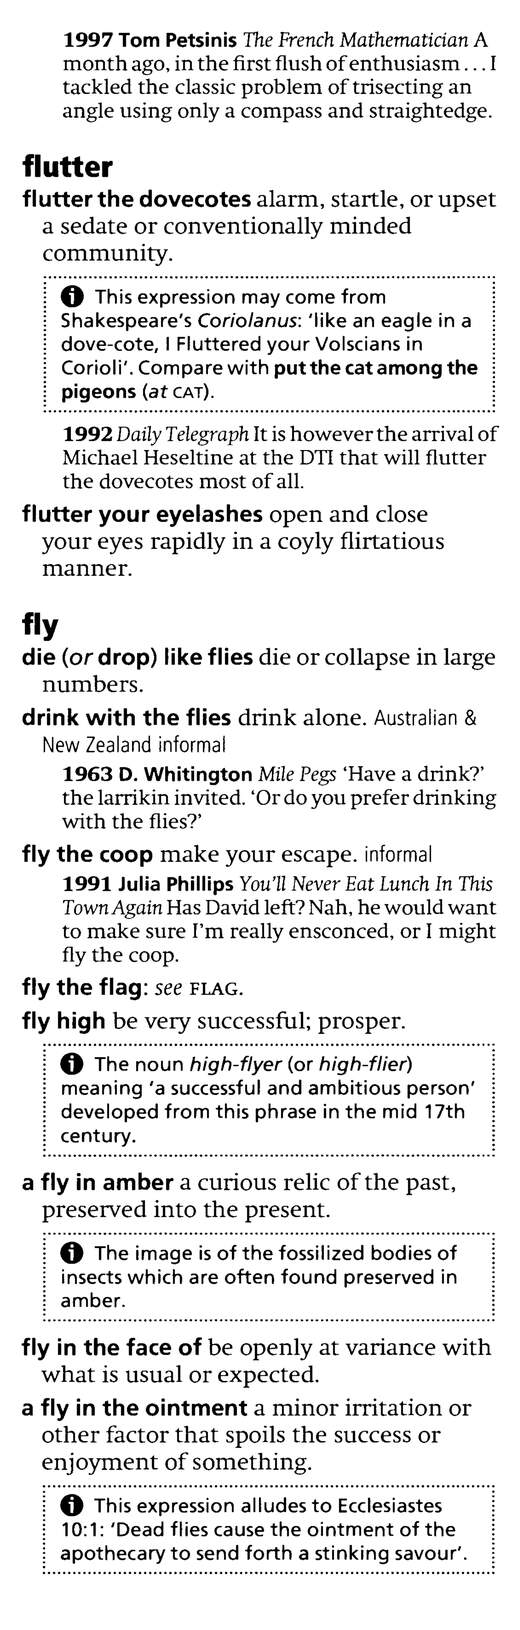 1997 Tom Petsinis The French Mathematician A
month ago, in the first flush of enthusiasm . . . I
tackled the classic problem of trisecting an
angle using only a compass and straightedge.
flutter
flutter the dovecotes alarm, startle, or upset
a sedate or conventionally minded
community.
i This expression may come from
Shakespeare's Coriolanus: 'like an eagle in a
dove-cote, I Fluttered your Volscians in
Corioli'. Compare with put the cat among the
pigeons (at CAT).
1992 Daily Telegraph It is however the arrival of
Michael Heseltine at the DTI that will flutter
the dovecotes most of all.
flutter your eyelashes open and close
your eyes rapidly in a coyly flirtatious
manner.
fly
die (or drop) like flies die or collapse in large
numbers.
drink with the flies drink alone. Australian &
New Zealand informal
1963 D. Whitington Mile Pegs 'Have a drink?'
the larrikin invited. 'Or do you prefer drinking
with the flies?'
fly the coop make your escape. informal
1991 Julia Phillips You'll Never Eat Lunch In This
Town Again Has David left? Nah, he would want
to make sure I'm really ensconced, or I might
fly the coop.
fly the flag: see FLAG.
fly high be very successful; prosper.
i The noun high-flyer (or high-flier)
meaning 'a successful and ambitious person'
developed from this phrase in the mid 17th
century.
a fly in amber a curious relic of the past,
preserved into the present.
i The image is of the fossilized bodies of
insects which are often found preserved in
amber.
fly in the face of be openly at variance with
what is usual or expected.
a fly in the ointment a minor irritation or
other factor that spoils the success or
enjoyment of something.
i This expression alludes to Ecclesiastes
10:1: 'Dead flies cause the ointment of the
apothecary to send forth a stinking savour'.